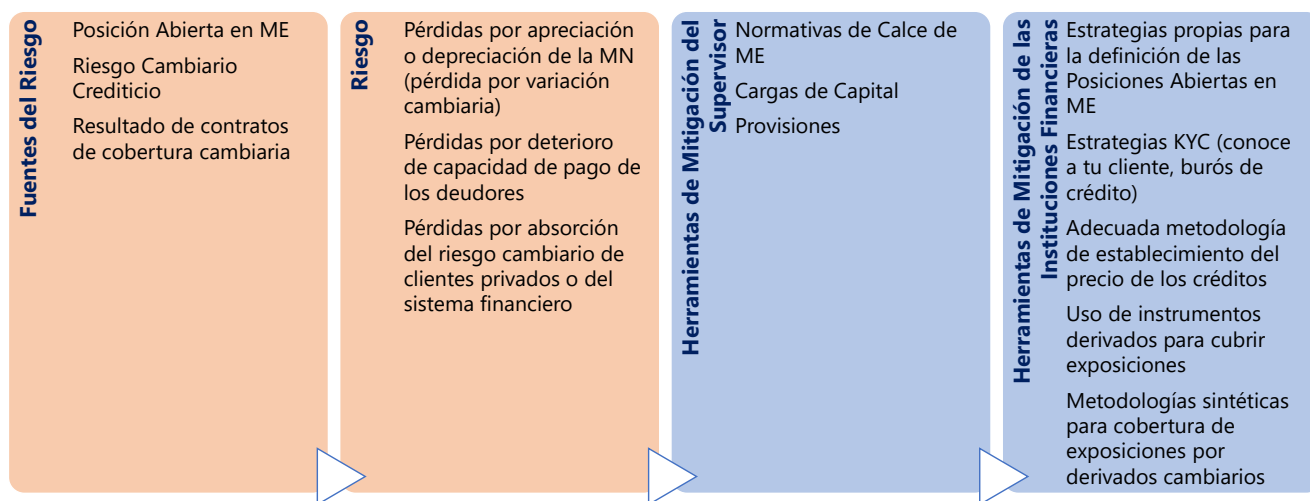 Fuentes del Riesgo
Posición Abierta en ME
Riesgo Cambiario
Crediticio
Resultado de contratos
de cobertura cambiaria
Riesgo
Pérdidas por apreciación
o depreciación de la MN
(pérdida por variación
cambiaria)
Pérdidas por deterioro
de capacidad de pago de
los deudores
Pérdidas por absorción
del riesgo cambiario de
clientes privados o del
sistema financiero
Herramientas de Mitigación del
Supervisor
Normativas de Calce de
ME
Cargas de Capital
Provisiones
Herramientas de Mitigación de las
Instituciones Financieras
Estrategias propias para
la definición de las
Posiciones Abiertas en
ME
Estrategias KYC (conoce
a tu cliente, burós de
crédito)
Adecuada metodología
de establecimiento del
precio de los créditos
Uso de instrumentos
derivados para cubrir
exposiciones
Metodologías sintéticas
para cobertura de
exposiciones por
derivados cambiarios